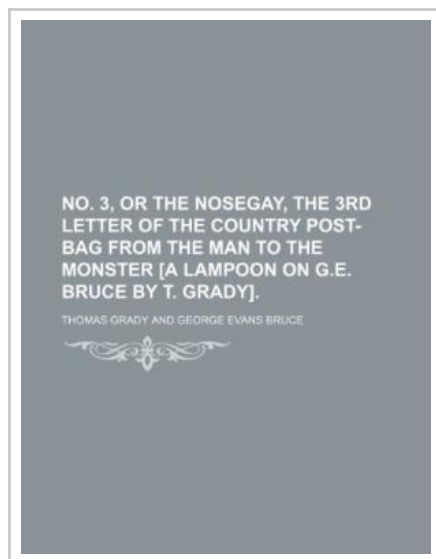 NO. 3, OR THE NOSEGAY, THE 3RD
LETTER OF THE COUNTRY POST-
BAG FROM THE MAN TO THE
MONSTER [A LAMPOON ON G.E.
BRUCE BY T. GRADY].
THOMAS GRADY AND GEORGE EVANS BRUCE